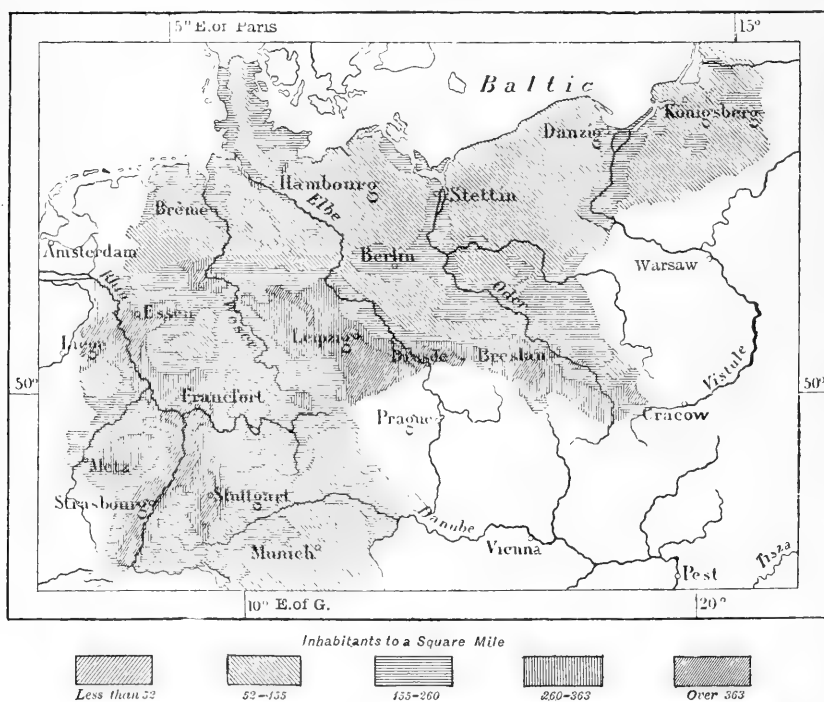 5° E. of Paris
15°
Baltic
Königsberg
Danzig
Hambourg
Stettin
Elbe
Brême
Amsterdam
Berlin
Warsaw
Rhin
Oder
Essen
Weser
Liege
Leipzig
Dresde
Breslau
Vistule
50°
50°
Francfort
Cracow
Prague
Metz
Stuttgart
Strasbourg
Danube
Munich
Vienna
Tisza
Pest
10° E. of G.
20°
Inhabitants to a Square Mile
Less than 52
52–155
155–260
260–363
Over 363